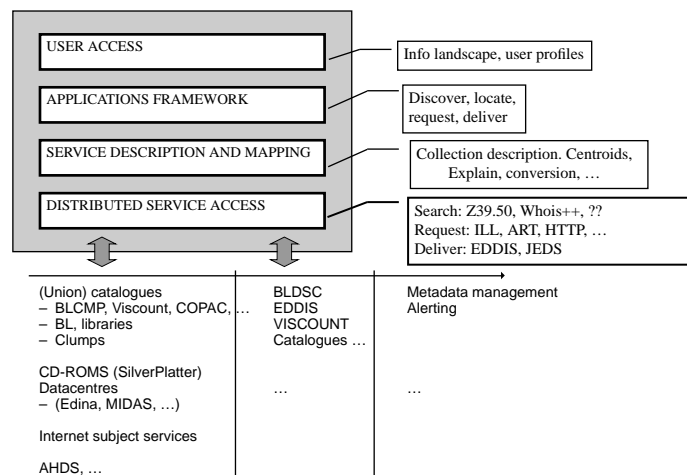 USER ACCESS
Info landscape, user profiles
APPLICATIONS FRAMEWORK
Discover, locate,
request, deliver
SERVICE DESCRIPTION AND MAPPING
Collection description. Centroids,
Explain, conversion, …
DISTRIBUTED SERVICE ACCESS
Search: Z39.50, Whois++, ??
Request: ILL, ART, HTTP, …
Deliver: EDDIS, JEDS
(Union) catalogues
– BLCMP, Viscount, COPAC, …
– BL, libraries
– Clumps
CD-ROMS (SilverPlatter)
Datacentres
– (Edina, MIDAS, …)
Internet subject services
AHDS, …
BLDSC
EDDIS
VISCOUNT
Catalogues …
…
Metadata management
Alerting
…